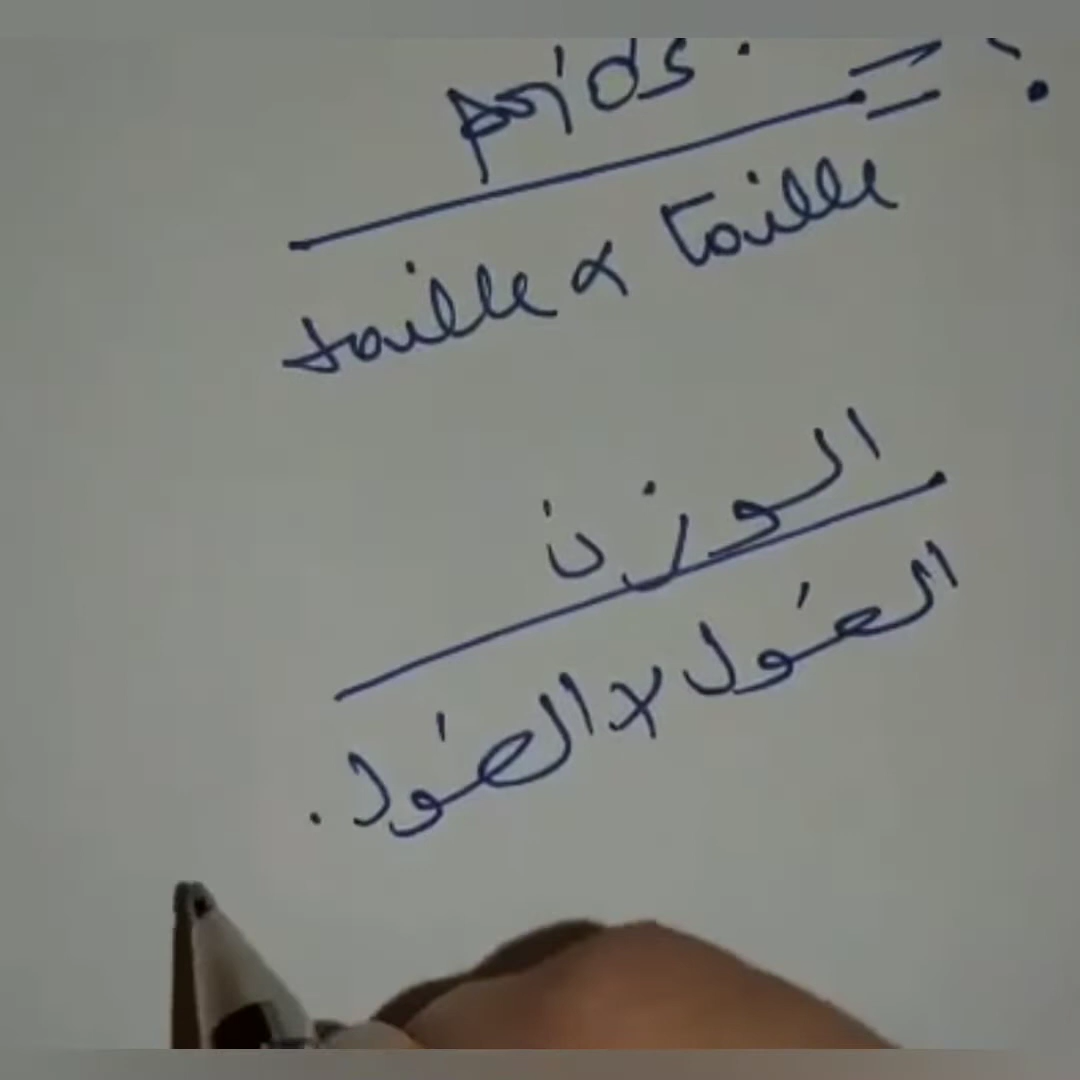 poids. = ?
taille x taille
الوزن
الطول x الطول.